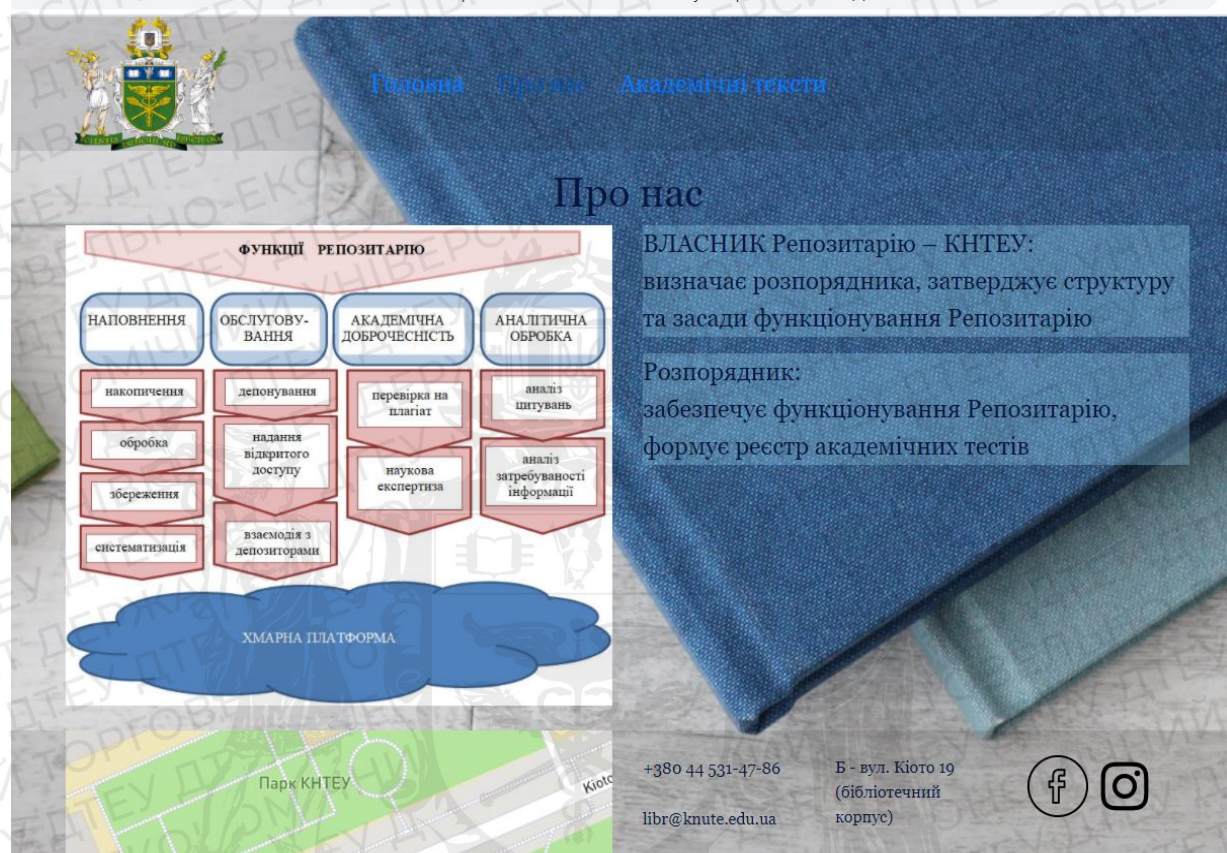 Головна Про нас Академічні тексти
Про нас
ФУНКЦІЇ РЕПОЗИТАРІЮ
НАПОВНЕННЯ
накопичення
обробка
збереження
систематизація
ОБСЛУГОВУ-
ВАННЯ
депонування
надання
відкритого
доступу
взаємодія з
депозиторами
АКАДЕМІЧНА
ДОБРОЧЕСНІСТЬ
перевірка на
плагіат
наукова
експертиза
АНАЛІТИЧНА
ОБРОБКА
аналіз
цитувань
аналіз
затребуваності
інформації
ХМАРНА ПЛАТФОРМА
ВЛАСНИК Репозитарію – КНТЕУ:
визначає розпорядника, затверджує структуру
та засади функціонування Репозитарію
Розпорядник:
забезпечує функціонування Репозитарію,
формує реєстр академічних тестів
Парк КНТЕУ
Kioto
+380 44 531-47-86
libr@knute.edu.ua
Б - вул. Кіото 19
(бібліотечний
корпус)